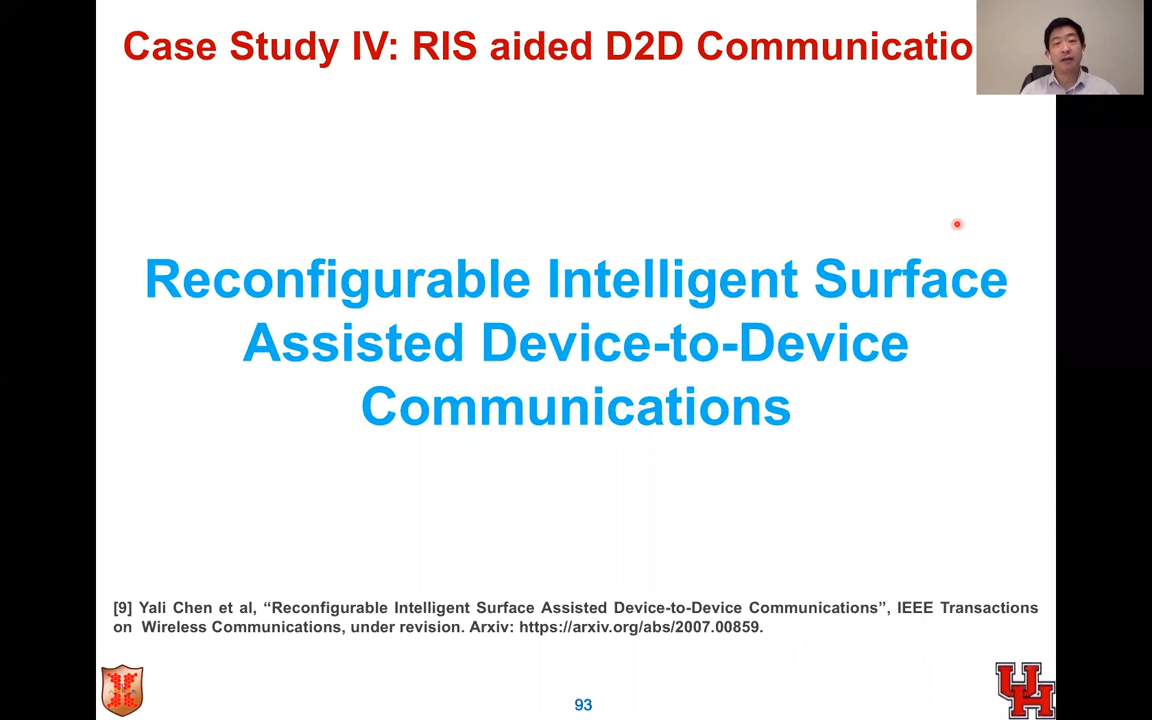 Case Study IV: RIS aided D2D Communicatio
Reconfigurable Intelligent Surface
Assisted Device-to-Device
Communications
[9] Yali Chen et al, “Reconfigurable Intelligent Surface Assisted Device-to-Device Communications”, IEEE Transactions
on Wireless Communications, under revision. Arxiv: https://arxiv.org/abs/2007.00859.
93
UH